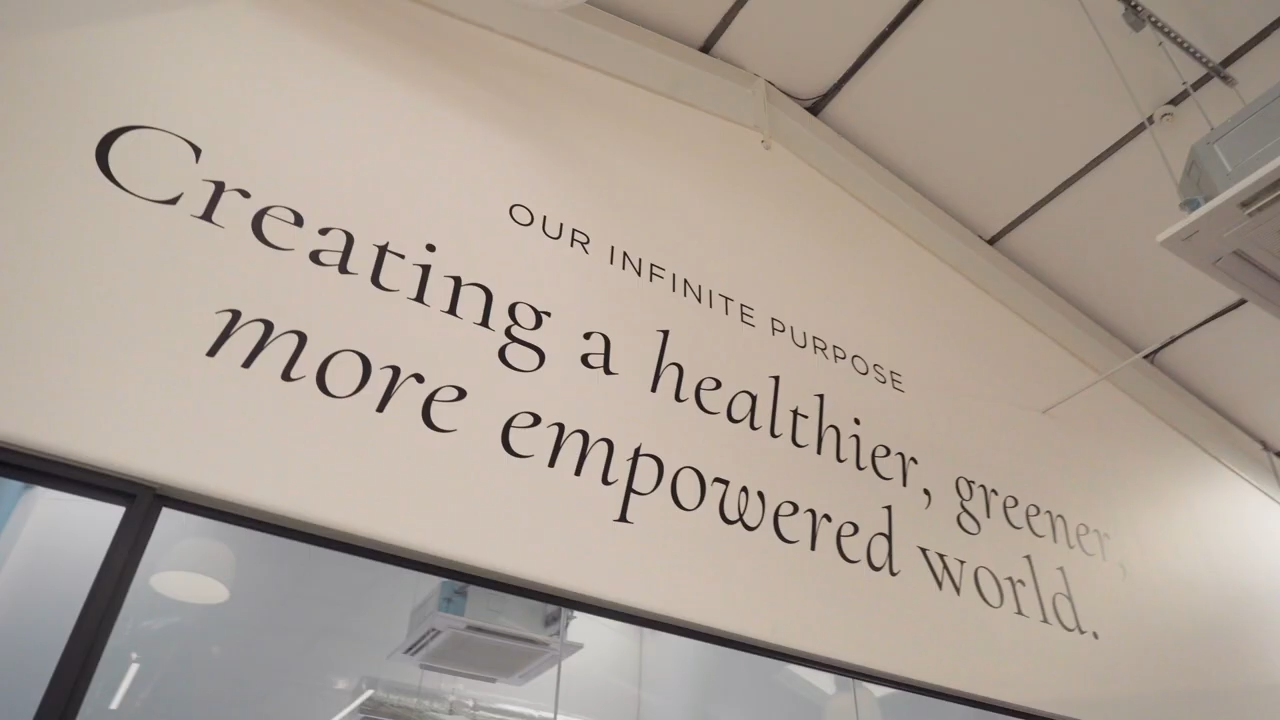 OUR INFINITE PURPOSE
Creating a healthier, greener,
more empowered world.